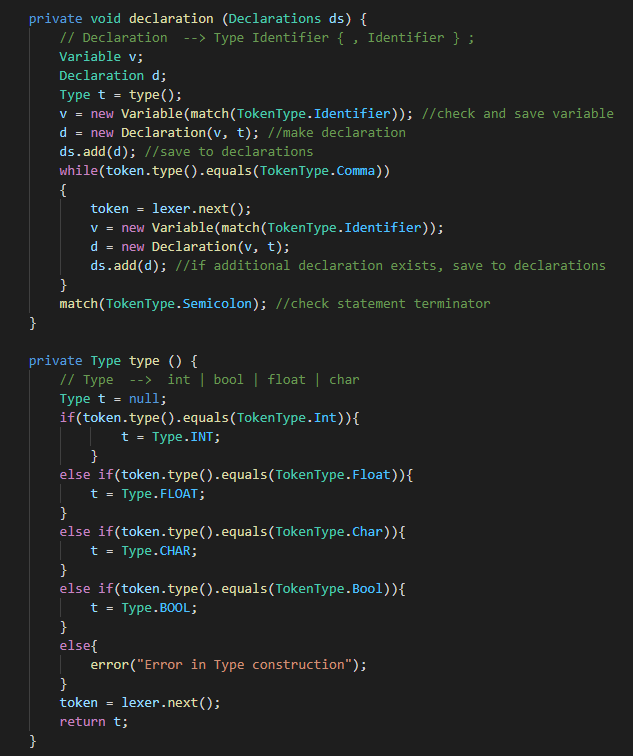 private void declaration (Declarations ds) {
    // Declaration  --> Type Identifier { , Identifier } ;
    Variable v;
    Declaration d;
    Type t = type();
    v = new Variable(match(TokenType.Identifier)); //check and save variable
    d = new Declaration(v, t); //make declaration
    ds.add(d); //save to declarations
    while(token.type().equals(TokenType.Comma))
    {
        token = lexer.next();
        v = new Variable(match(TokenType.Identifier));
        d = new Declaration(v, t);
        ds.add(d); //if additional declaration exists, save to declarations
    }
    match(TokenType.Semicolon); //check statement terminator
}

private Type type () {
    // Type  -->  int | bool | float | char
    Type t = null;
    if(token.type().equals(TokenType.Int)){
            t = Type.INT;
        }
    else if(token.type().equals(TokenType.Float)){
        t = Type.FLOAT;
    }
    else if(token.type().equals(TokenType.Char)){
        t = Type.CHAR;
    }
    else if(token.type().equals(TokenType.Bool)){
        t = Type.BOOL;
    }
    else{
        error("Error in Type construction");
    }
    token = lexer.next();
    return t;
}